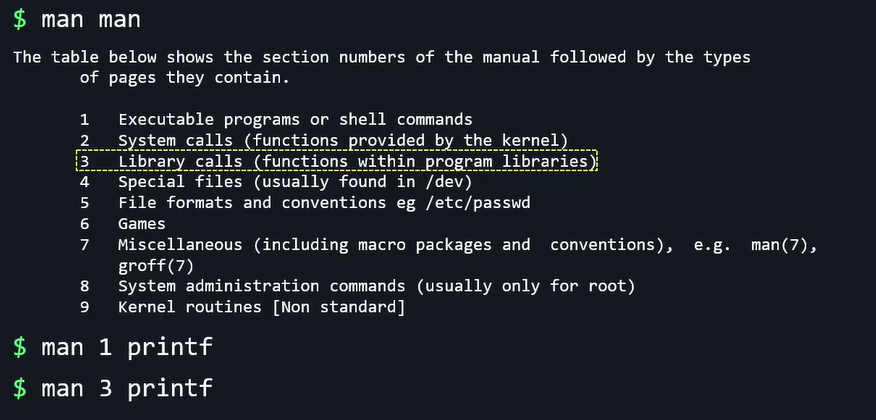 $ man man
The table below shows the section numbers of the manual followed by the types
of pages they contain.
1 Executable programs or shell commands
2 System calls (functions provided by the kernel)
3 Library calls (functions within program libraries)
4 Special files (usually found in /dev)
5 File formats and conventions eg /etc/passwd
6 Games
7 Miscellaneous (including macro packages and conventions), e.g. man(7),
groff(7)
8 System administration commands (usually only for root)
9 Kernel routines [Non standard]
$ man 1 printf
$ man 3 printf